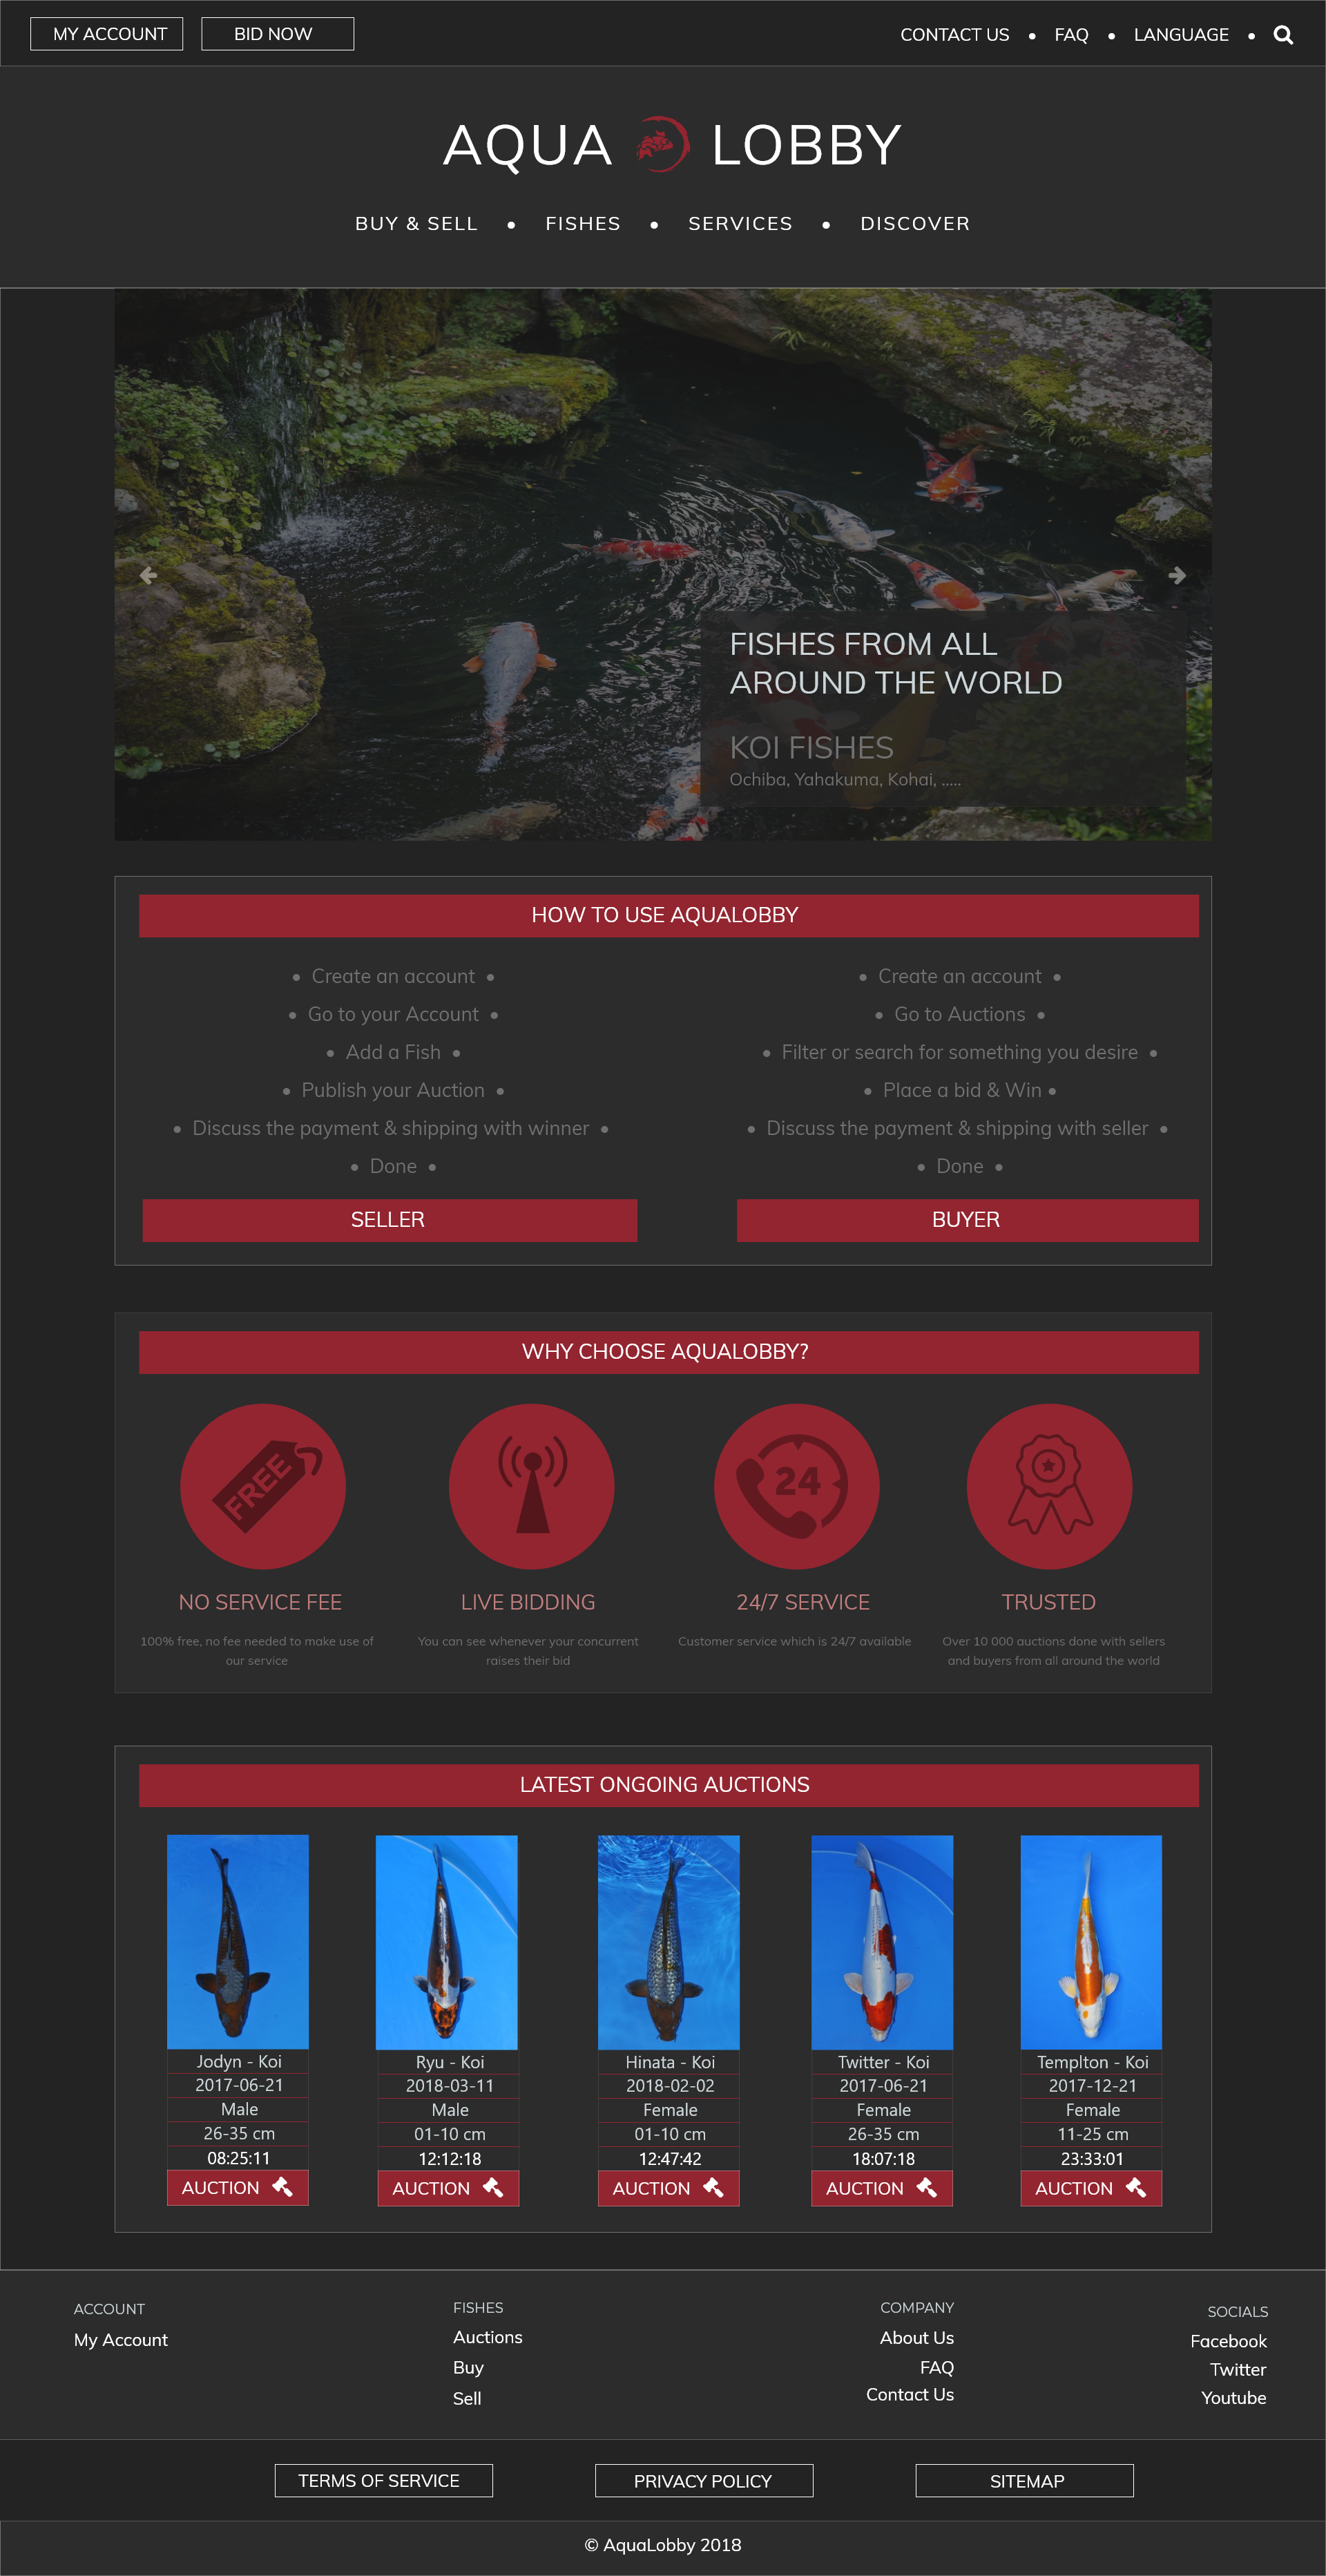 MY ACCOUNT
BID NOW
CONTACT US • FAQ • LANGUAGE •
AQUA LOBBY
BUY & SELL • FISHES • SERVICES • DISCOVER
FISHES FROM ALL
AROUND THE WORLD
KOI FISHES
Ochiba, Yahakuma, Kohai, .....
HOW TO USE AQUALOBBY
• Create an account •
• Go to your Account •
• Add a Fish •
• Publish your Auction •
• Discuss the payment & shipping with winner •
• Done •
SELLER
• Create an account •
• Go to Auctions •
• Filter or search for something you desire •
• Place a bid & Win •
• Discuss the payment & shipping with seller •
• Done •
BUYER
WHY CHOOSE AQUALOBBY?
FREE
NO SERVICE FEE
100% free, no fee needed to make use of
our service
LIVE BIDDING
You can see whenever your concurrent
raises their bid
24
24/7 SERVICE
Customer service which is 24/7 available
TRUSTED
Over 10 000 auctions done with sellers
and buyers from all around the world
LATEST ONGOING AUCTIONS
Jodyn - Koi
2017-06-21
Male
26-35 cm
08:25:11
AUCTION
Ryu - Koi
2018-03-11
Male
01-10 cm
12:12:18
AUCTION
Hinata - Koi
2018-02-02
Female
01-10 cm
12:47:42
AUCTION
Twitter - Koi
2017-06-21
Female
26-35 cm
18:07:18
AUCTION
Templton - Koi
2017-12-21
Female
11-25 cm
23:33:01
AUCTION
ACCOUNT
My Account
FISHES
Auctions
Buy
Sell
COMPANY
About Us
FAQ
Contact Us
SOCIALS
Facebook
Twitter
Youtube
TERMS OF SERVICE
PRIVACY POLICY
SITEMAP
© AquaLobby 2018